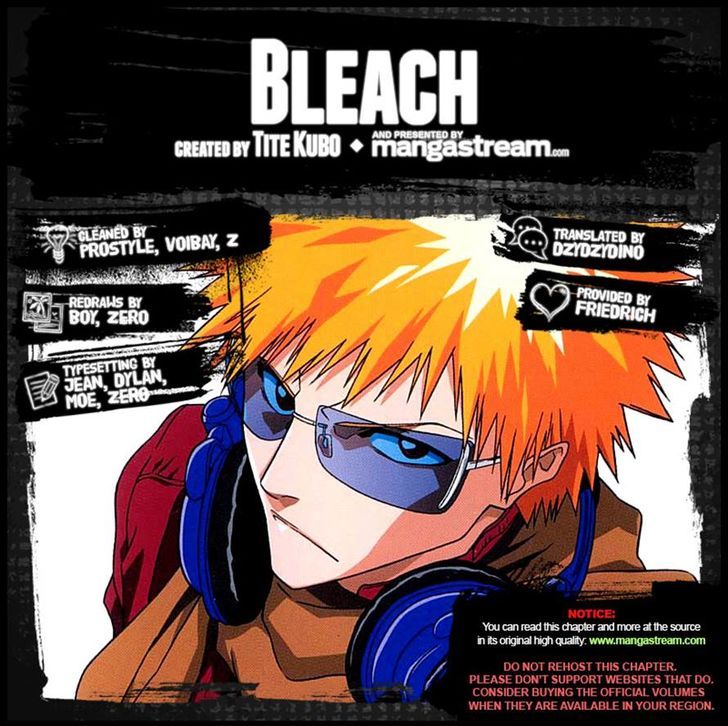 BLEACH
CREATED BY TITE KUBO ◆ AND PRESENTED BY mangastream.com
CLEANED BY
PROSTYLE, VOIBAY, Z
TRANSLATED BY
DZYDZYDINO
REDRAWS BY
BOY, ZERO
PROVIDED BY
FRIEDRICH
TYPESETTING BY
JEAN, DYLAN,
MOE, ZERO
NOTICE:
You can read this chapter and more at the source
in its original high quality: www.mangastream.com
DO NOT REHOST THIS CHAPTER.
PLEASE DON'T SUPPORT WEBSITES THAT DO.
CONSIDER BUYING THE OFFICIAL VOLUMES
WHEN THEY ARE AVAILABLE IN YOUR REGION.